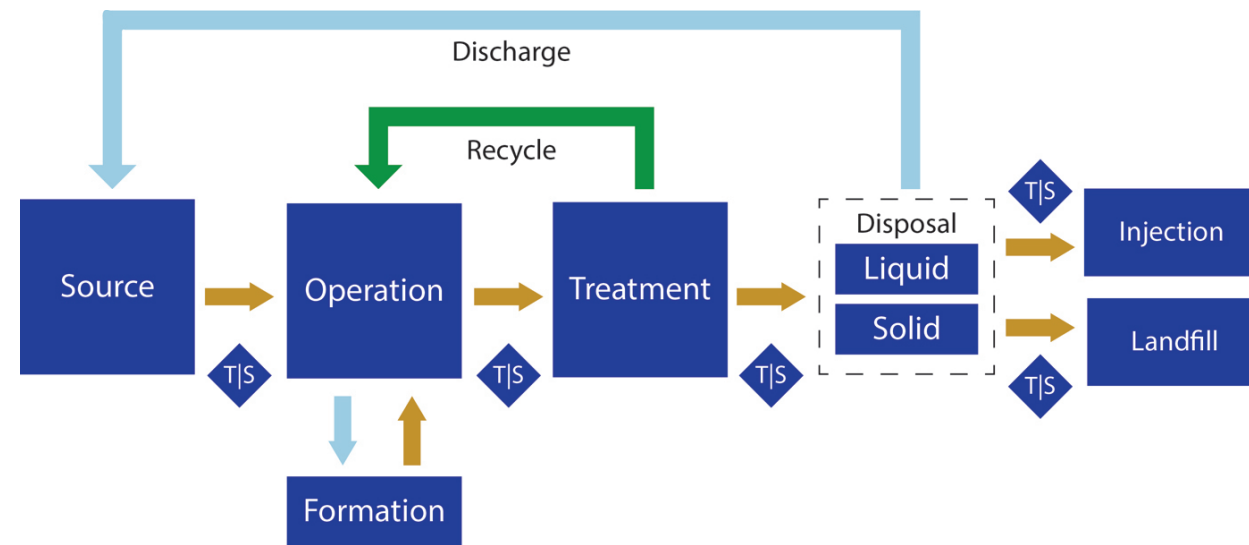 Discharge
Recycle
Source
Operation
Treatment
Disposal
Liquid
Solid
T|S
Injection
Landfill
T|S
T|S
T|S
T|S
Formation